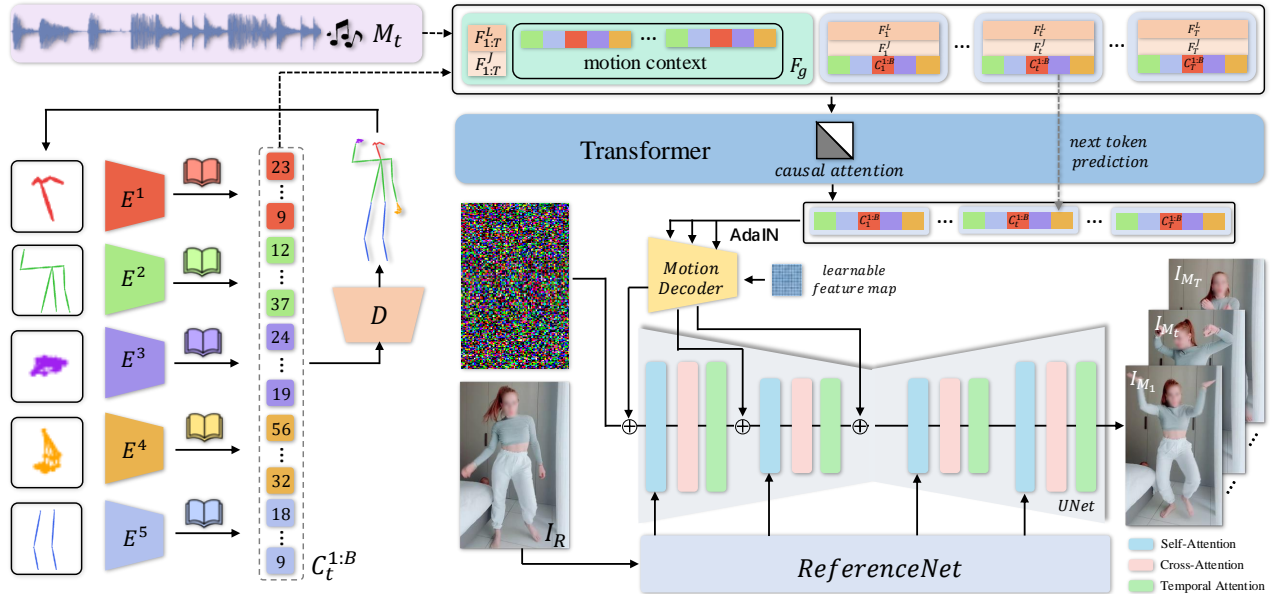 M_t
F^L_{1:T}
F^J_{1:T}
...
motion context
F_g
F^L_1
F^J_1
C^{1:B}_1
...
F^L_t
F^J_t
C^{1:B}_t
...
F^L_T
F^J_T
C^{1:B}_T
Transformer
causal attention
next token
prediction
C^{1:B}_1
...
C^{1:B}_t
...
C^{1:B}_T
E^1
E^2
E^3
E^4
E^5
23
...
9
12
...
37
24
...
19
56
...
32
18
...
9
C^{1:B}_t
D
AdaIN
Motion
Decoder
learnable
feature map
I_R
UNet
ReferenceNet
I_{M_T}
I_{M_t}
I_{M_1}
...
...
Self-Attention
Cross-Attention
Temporal Attention